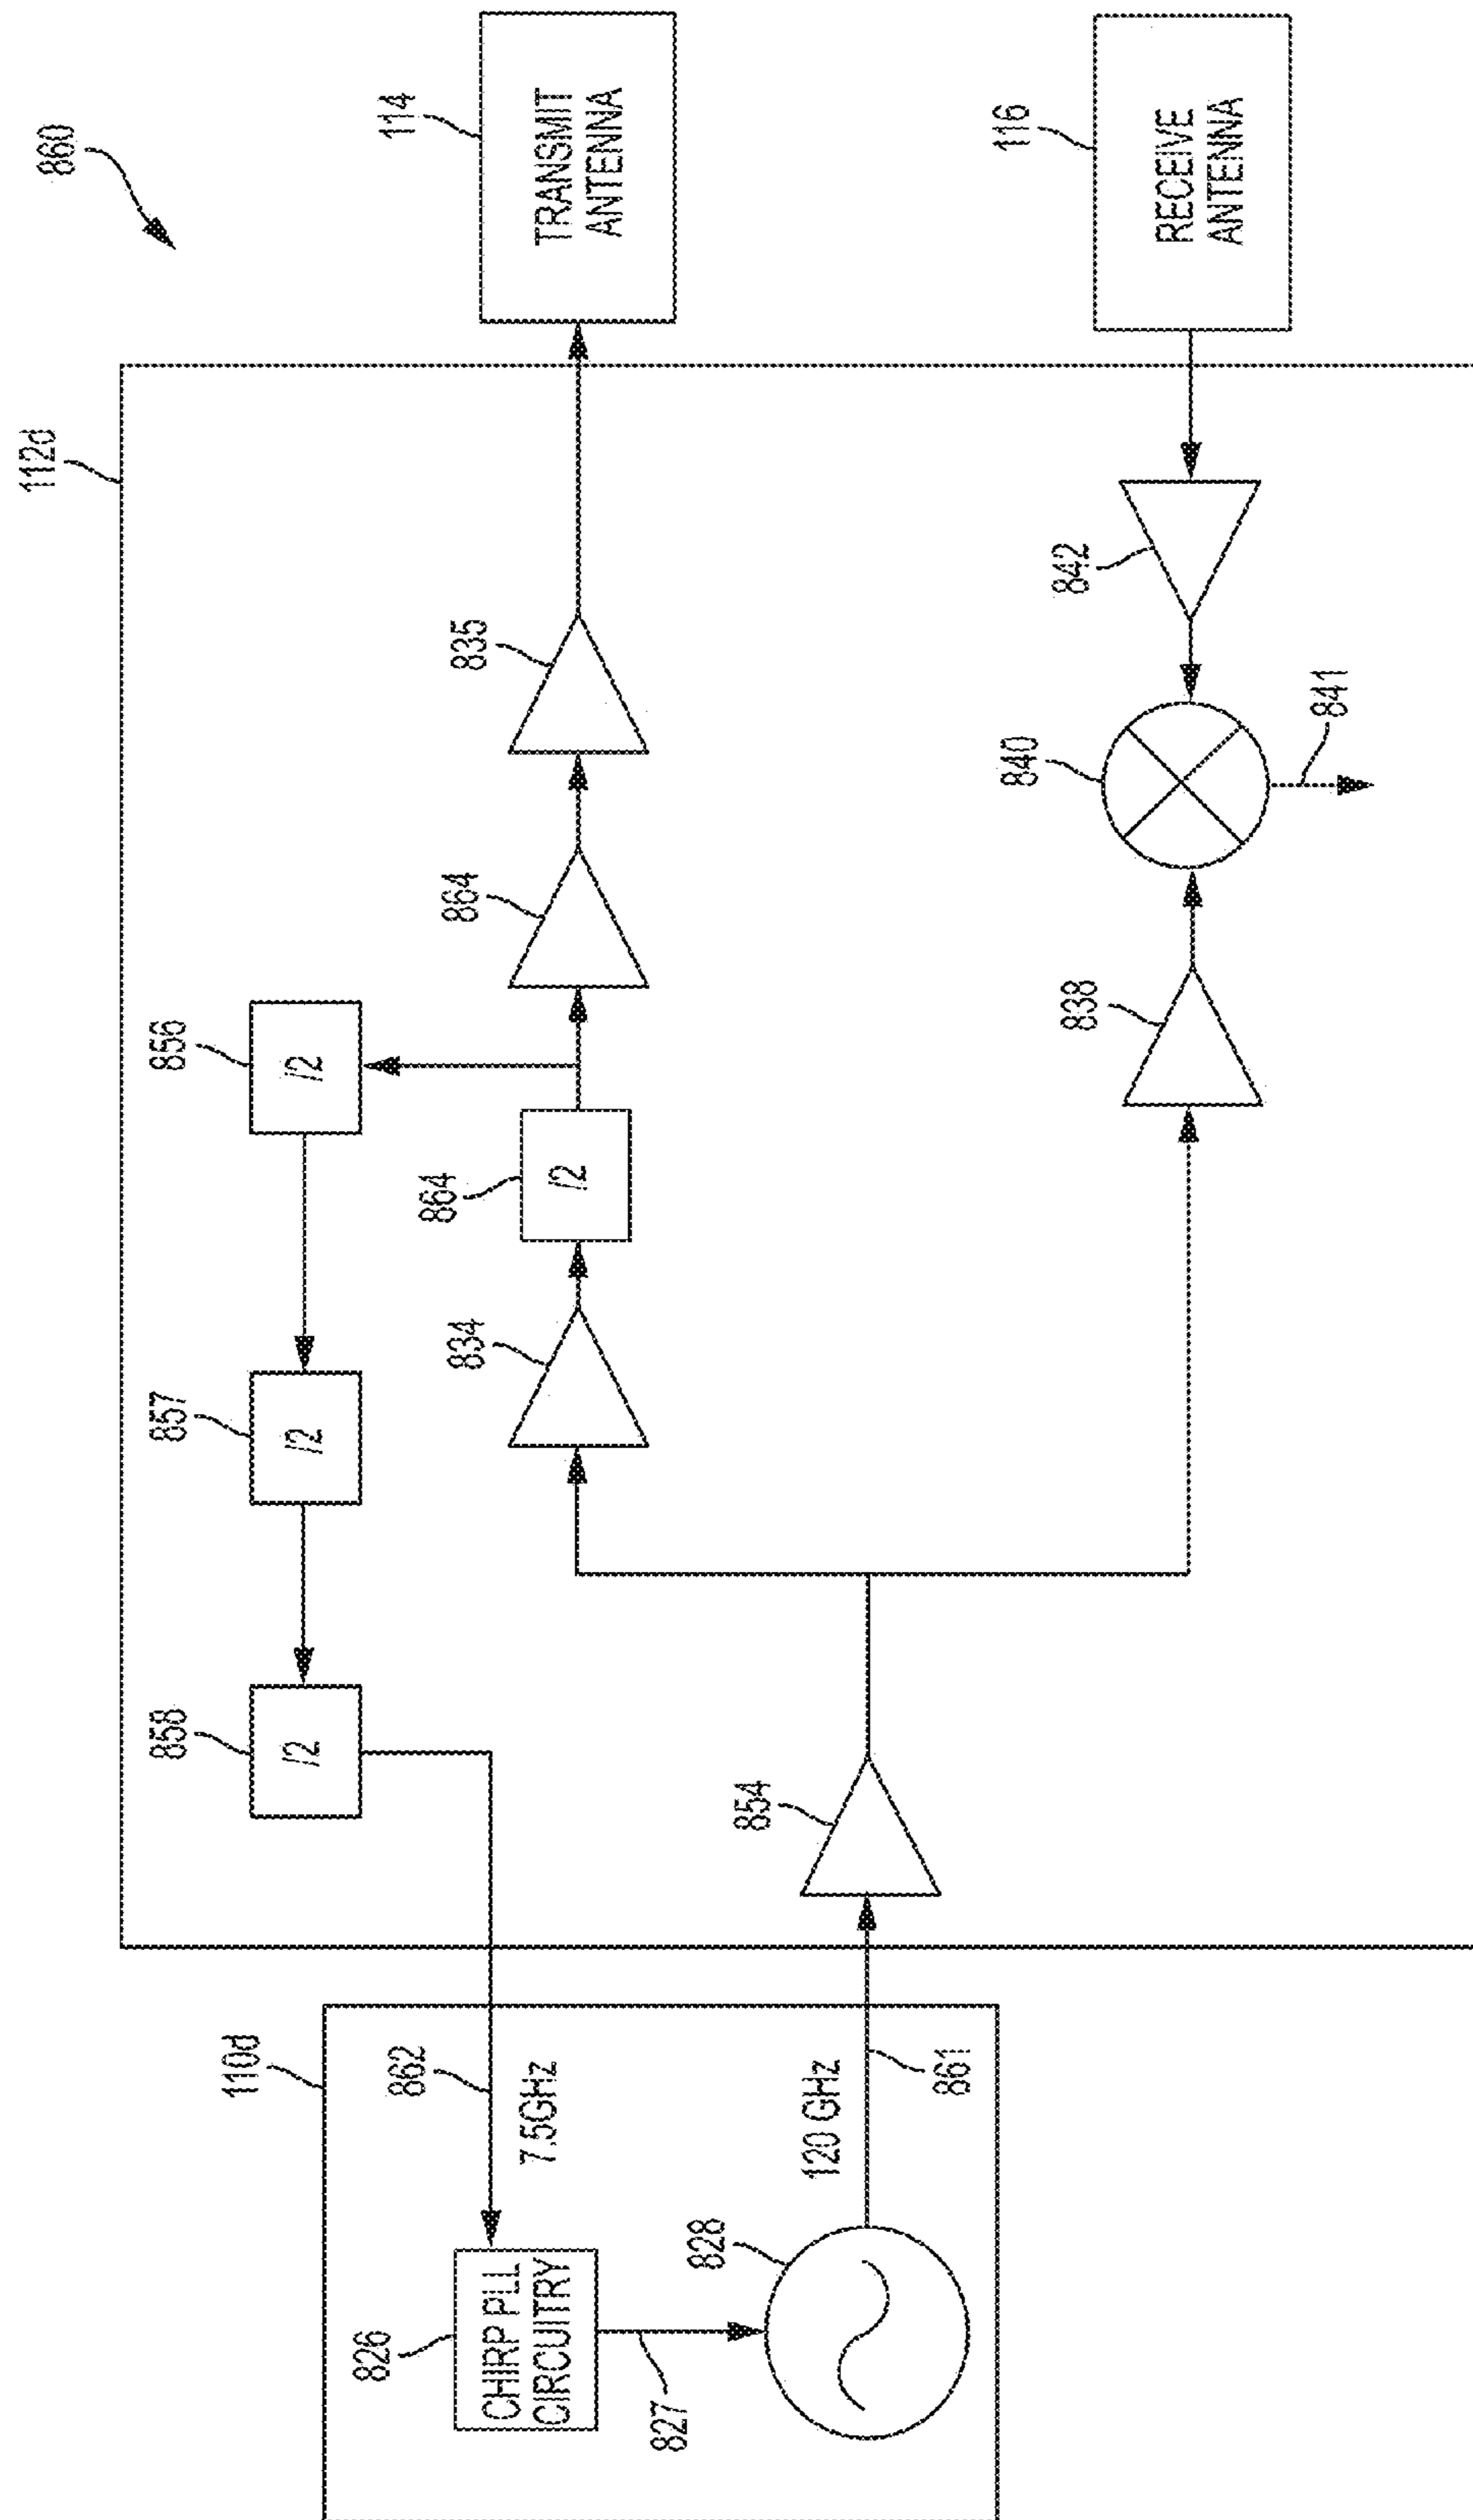 860
112d
110d
826
CHIRP PLL
CIRCUITRY
827
828
862
7.5GHz
120 GHz
861
858
/2
857
/2
856
/2
854
834
864
/2
864
835
114
TRANSMIT
ANTENNA
838
840
841
842
116
RECEIVE
ANTENNA